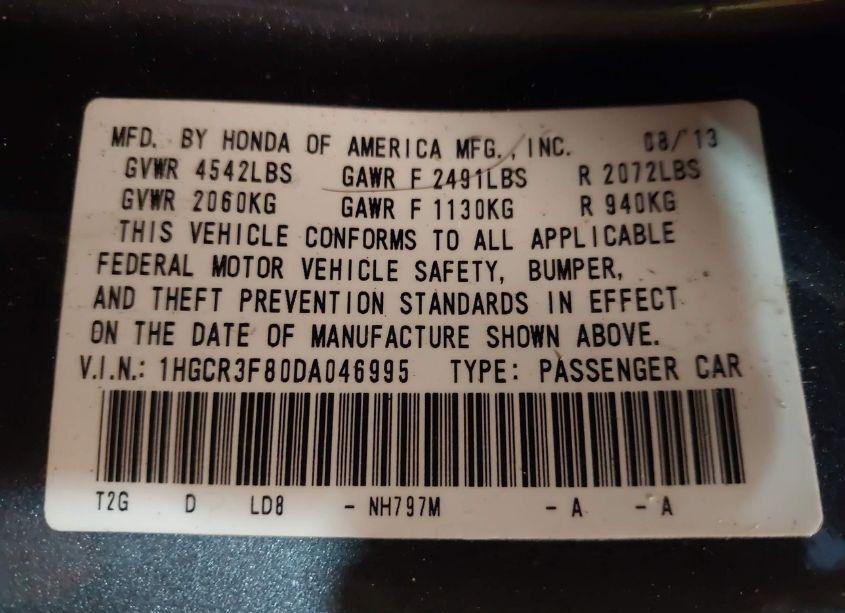 MFD. BY HONDA OF AMERICA MFG., INC. 08/13
GVWR 4542LBS GAWR F 2491LBS R 2072LBS
GVWR 2060KG GAWR F 1130KG R 940KG
THIS VEHICLE CONFORMS TO ALL APPLICABLE
FEDERAL MOTOR VEHICLE SAFETY, BUMPER,
AND THEFT PREVENTION STANDARDS IN EFFECT
ON THE DATE OF MANUFACTURE SHOWN ABOVE.
V.I.N.: 1HGCR3F80DA046995 TYPE: PASSENGER CAR
T2G D LD8 - NH797M - A - A